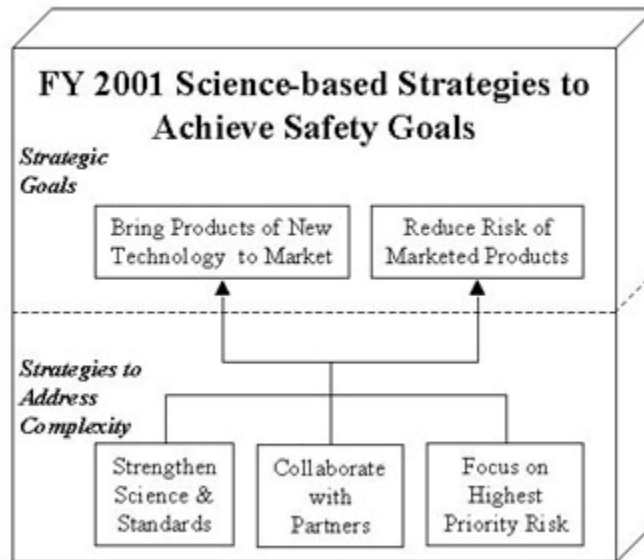 FY 2001 Science-based Strategies to
Achieve Safety Goals
Strategic
Goals
Bring Products of New
Technology to Market
Reduce Risk of
Marketed Products
Strategies to
Address
Complexity
Strengthen
Science &
Standards
Collaborate
with
Partners
Focus on
Highest
Priority Risk